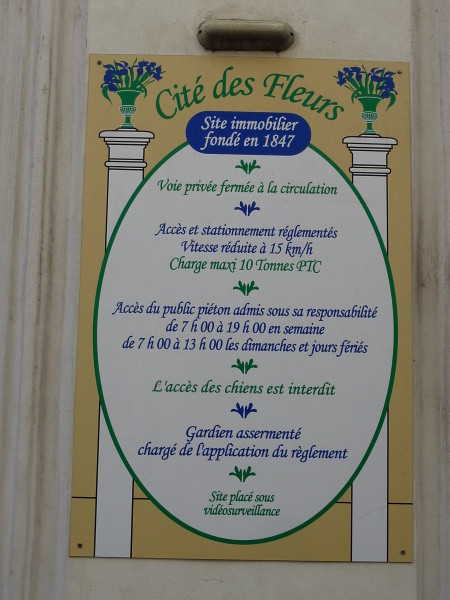 Cité des Fleurs
Site immobilier
fondé en 1847
Voie privée fermée à la circulation
Accès et stationnement réglementés
Vitesse réduite à 15 km/h
Charge maxi 10 Tonnes PTC
Accès du public piéton admis sous sa responsabilité
de 7 h 00 à 19 h 00 en semaine
de 7 h 00 à 13 h 00 les dimanches et jours fériés
L'accès des chiens est interdit
Gardien assermenté
chargé de l'application du règlement
Site placé sous
vidéosurveillance